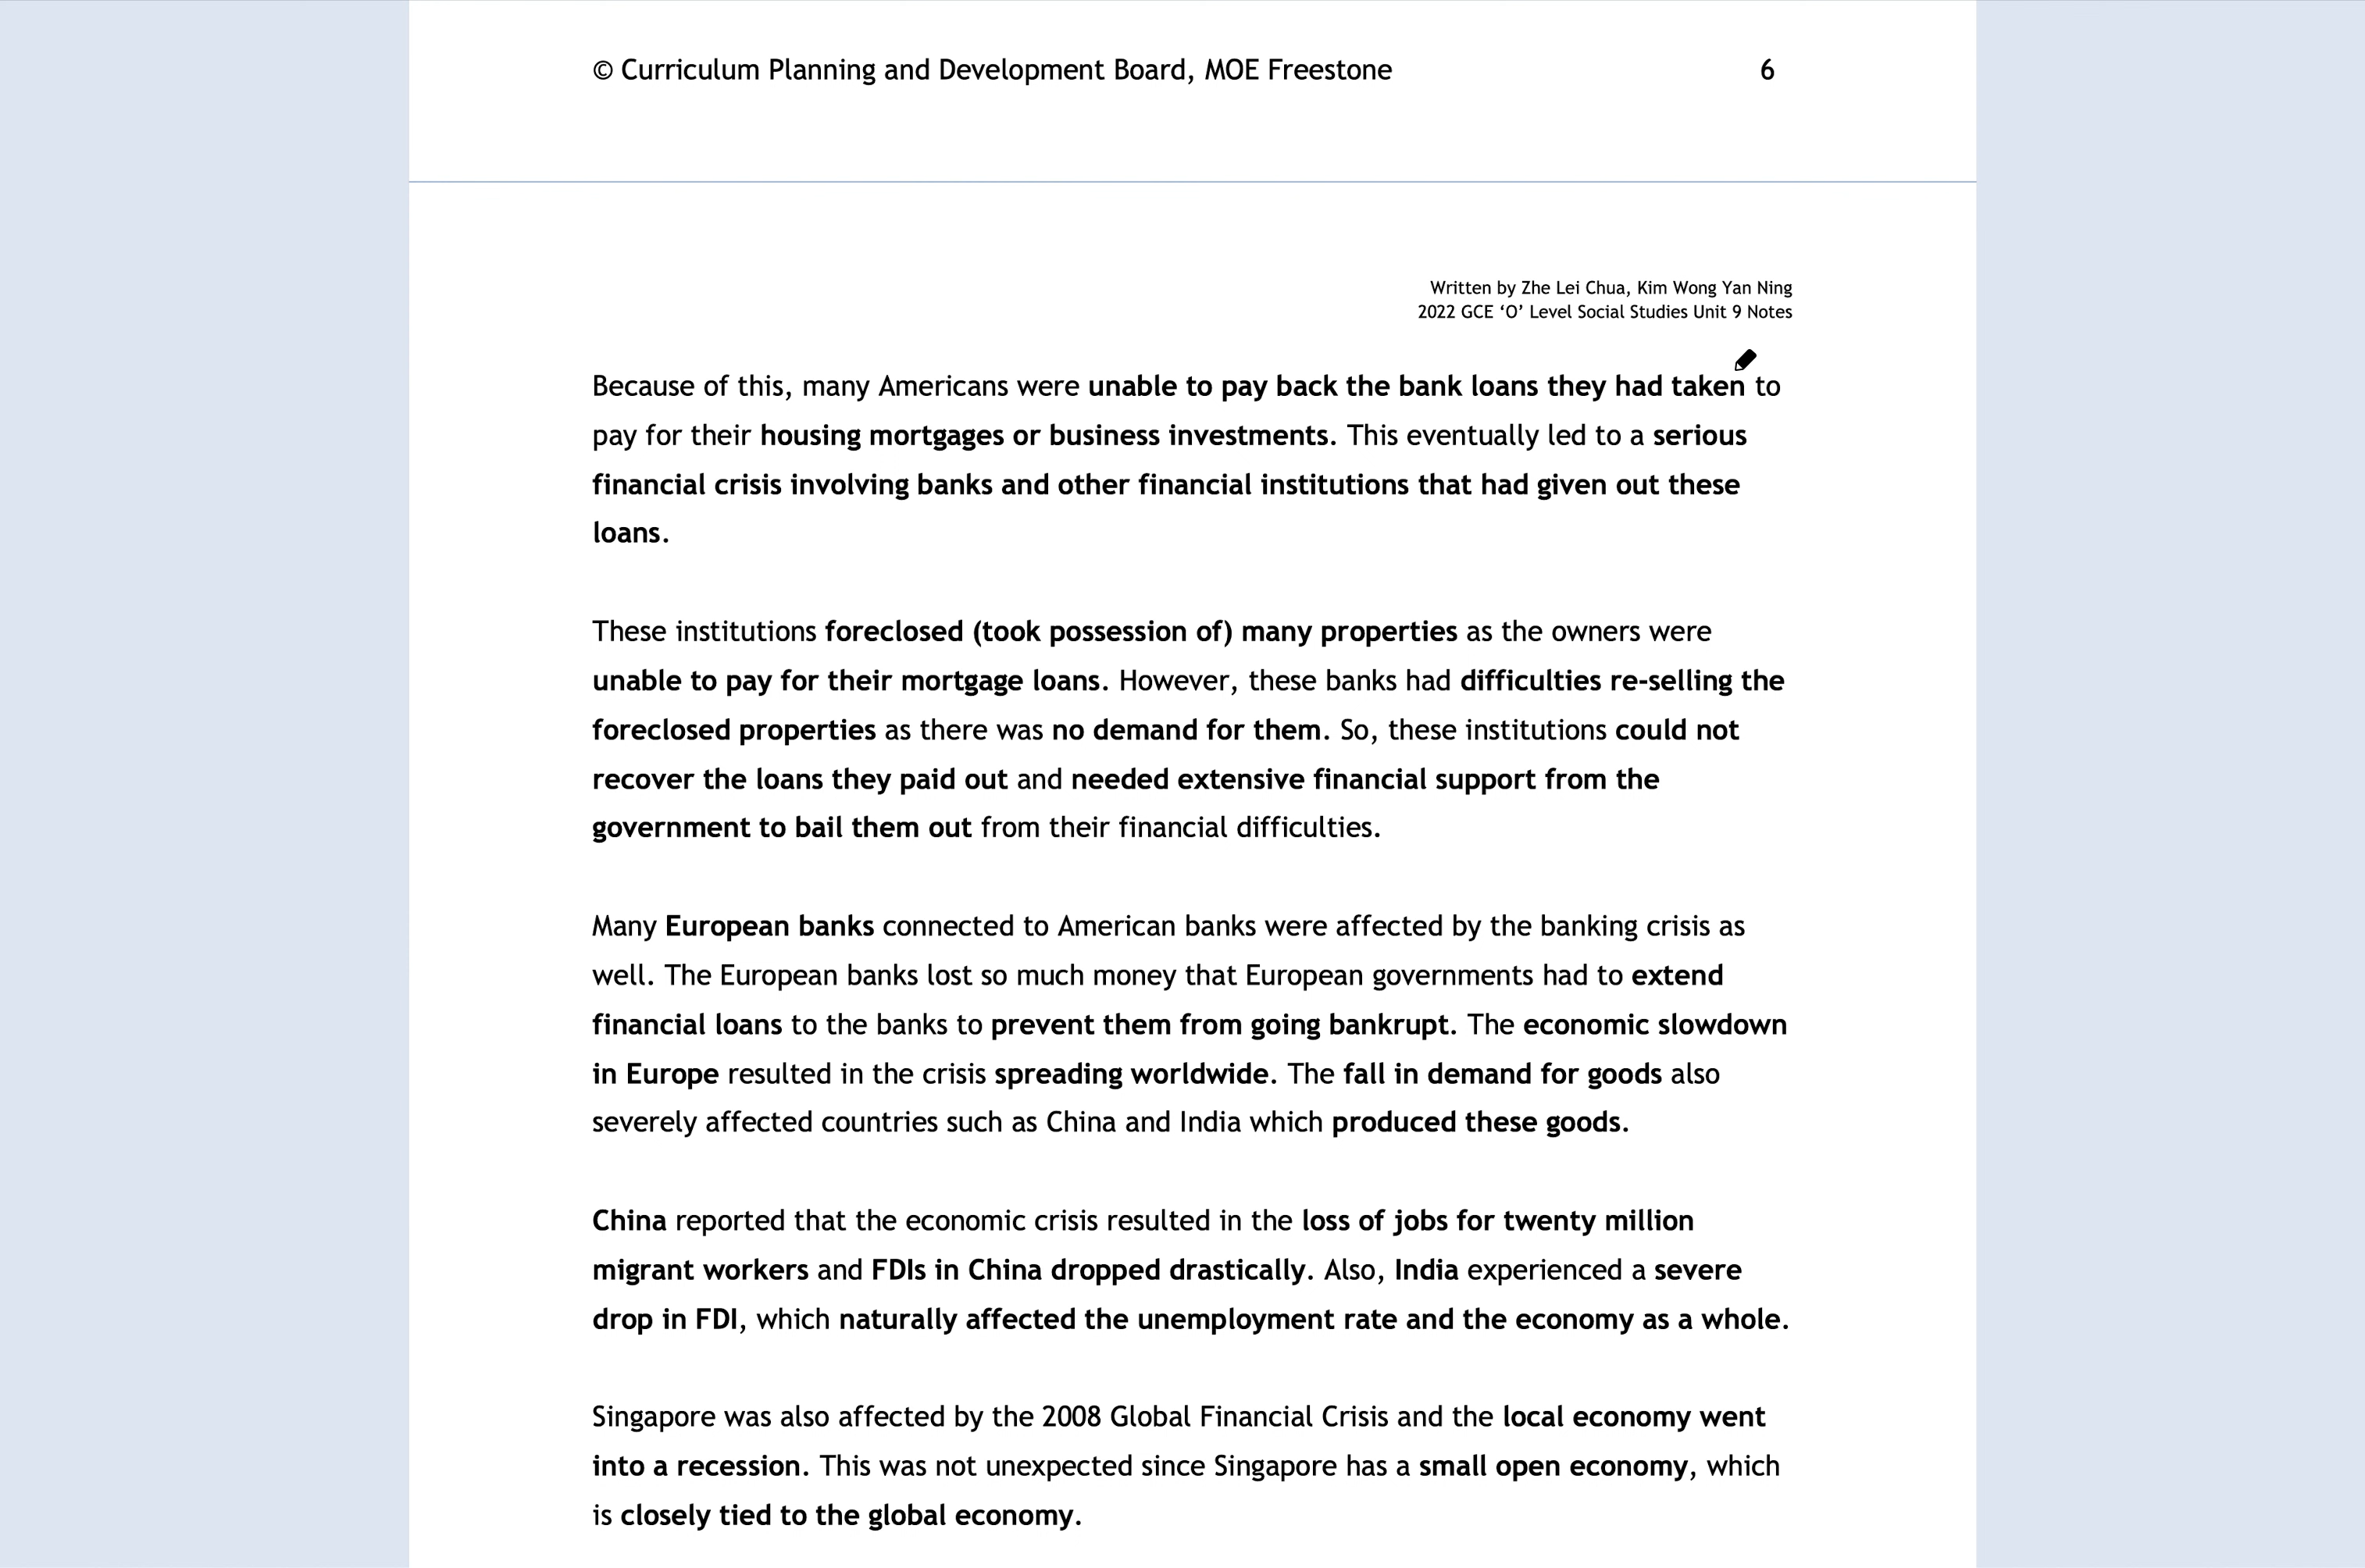 © Curriculum Planning and Development Board, MOE Freestone 6
Written by Zhe Lei Chua, Kim Wong Yan Ning
2022 GCE ‘O’ Level Social Studies Unit 9 Notes
Because of this, many Americans were unable to pay back the bank loans they had taken to
pay for their housing mortgages or business investments. This eventually led to a serious
financial crisis involving banks and other financial institutions that had given out these
loans.
These institutions foreclosed (took possession of) many properties as the owners were
unable to pay for their mortgage loans. However, these banks had difficulties re-selling the
foreclosed properties as there was no demand for them. So, these institutions could not
recover the loans they paid out and needed extensive financial support from the
government to bail them out from their financial difficulties.
Many European banks connected to American banks were affected by the banking crisis as
well. The European banks lost so much money that European governments had to extend
financial loans to the banks to prevent them from going bankrupt. The economic slowdown
in Europe resulted in the crisis spreading worldwide. The fall in demand for goods also
severely affected countries such as China and India which produced these goods.
China reported that the economic crisis resulted in the loss of jobs for twenty million
migrant workers and FDIs in China dropped drastically. Also, India experienced a severe
drop in FDI, which naturally affected the unemployment rate and the economy as a whole.
Singapore was also affected by the 2008 Global Financial Crisis and the local economy went
into a recession. This was not unexpected since Singapore has a small open economy, which
is closely tied to the global economy.